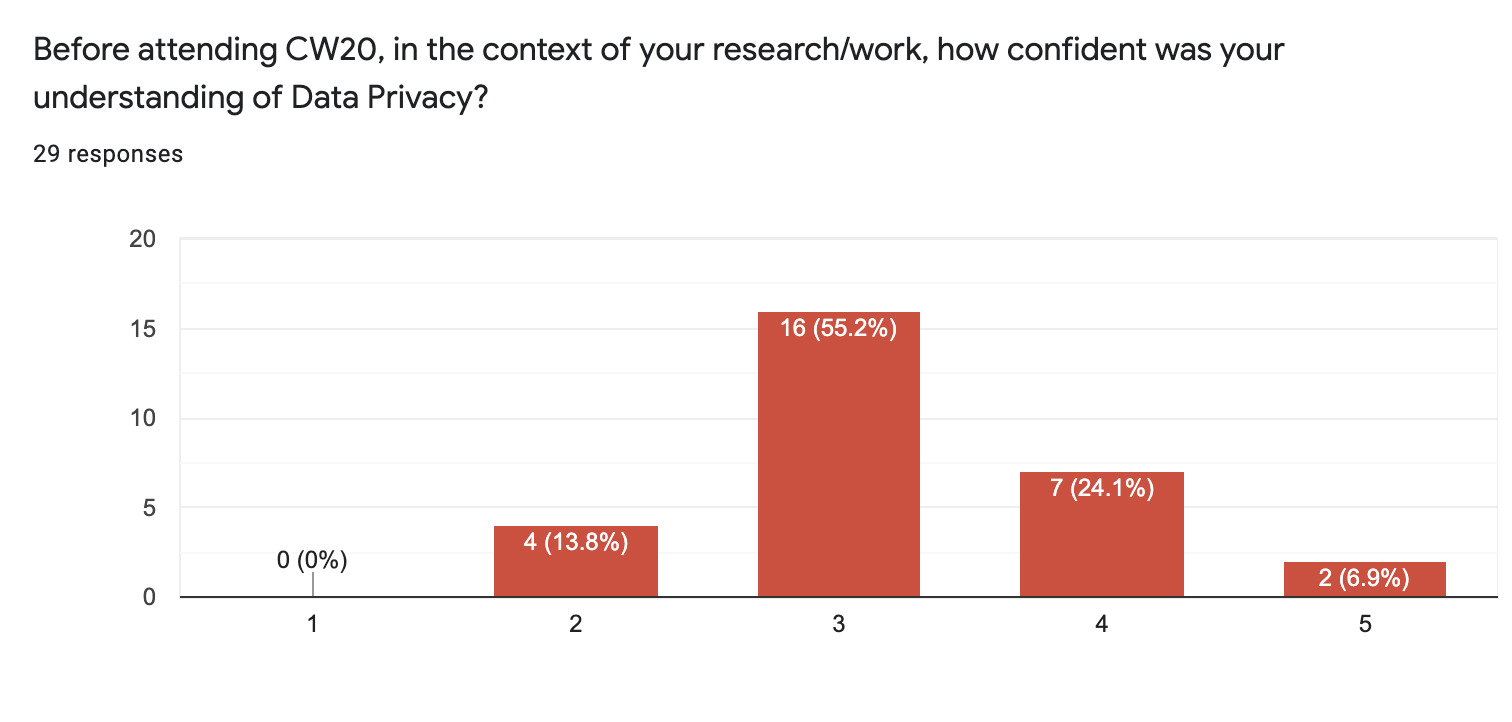 Before attending CW20, in the context of your research/work, how confident was your
understanding of Data Privacy?
29 responses
20
15
16 (55.2%)
10
7 (24.1%)
5
4 (13.8%)
0 (0%)
2 (6.9%)
0
1 2 3 4 5